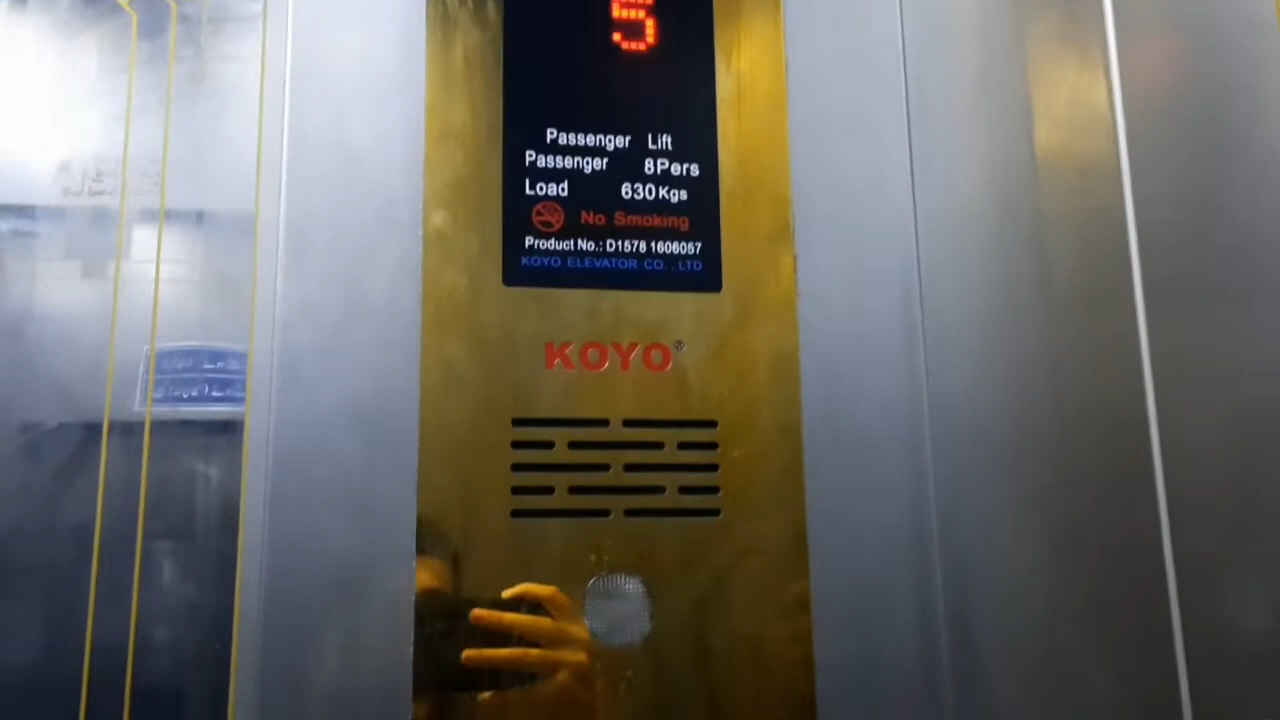 5
Passenger Lift
Passenger 8Pers
Load 630Kgs
No Smoking
Product No.: D1578 1606057
KOYO ELEVATOR CO., LTD
KOYO®